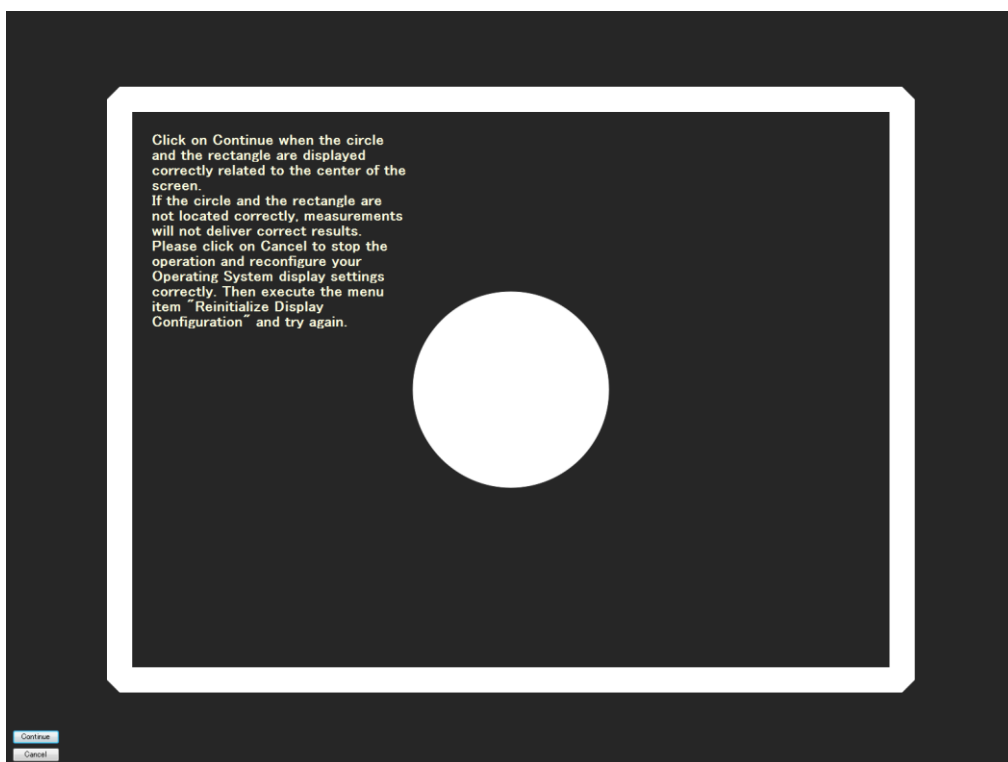 Click on Continue when the circle
and the rectangle are displayed
correctly related to the center of the
screen.
If the circle and the rectangle are
not located correctly, measurements
will not deliver correct results.
Please click on Cancel to stop the
operation and reconfigure your
Operating System display settings
correctly. Then execute the menu
item "Reinitialize Display
Configuration" and try again.
Continue
Cancel